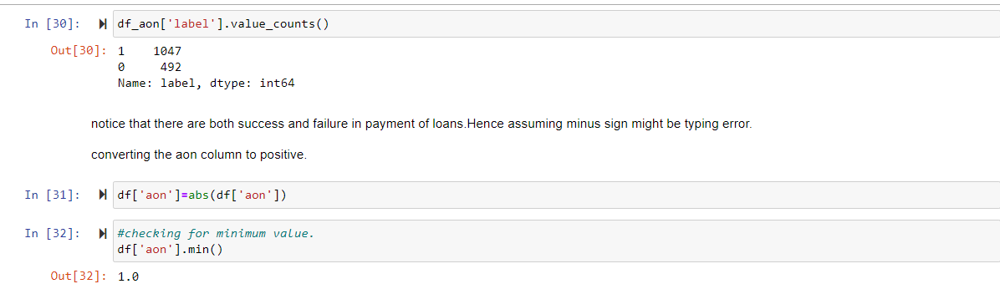 In [30]: df_aon['label'].value_counts()
Out[30]: 1    1047
0     492
Name: label, dtype: int64
notice that there are both success and failure in payment of loans.Hence assuming minus sign might be typing error.
converting the aon column to positive.
In [31]: df['aon']=abs(df['aon'])
In [32]: #checking for minimum value.
df['aon'].min()
Out[32]: 1.0